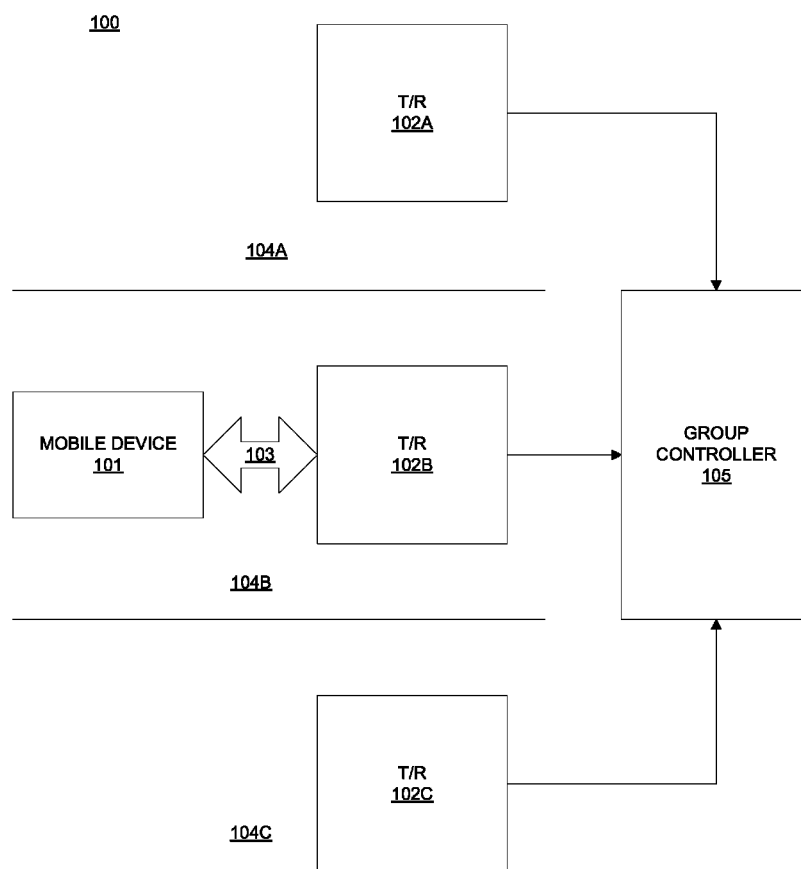 100
T/R
102A
104A
MOBILE DEVICE
101
103
T/R
102B
GROUP
CONTROLLER
105
104B
T/R
102C
104C